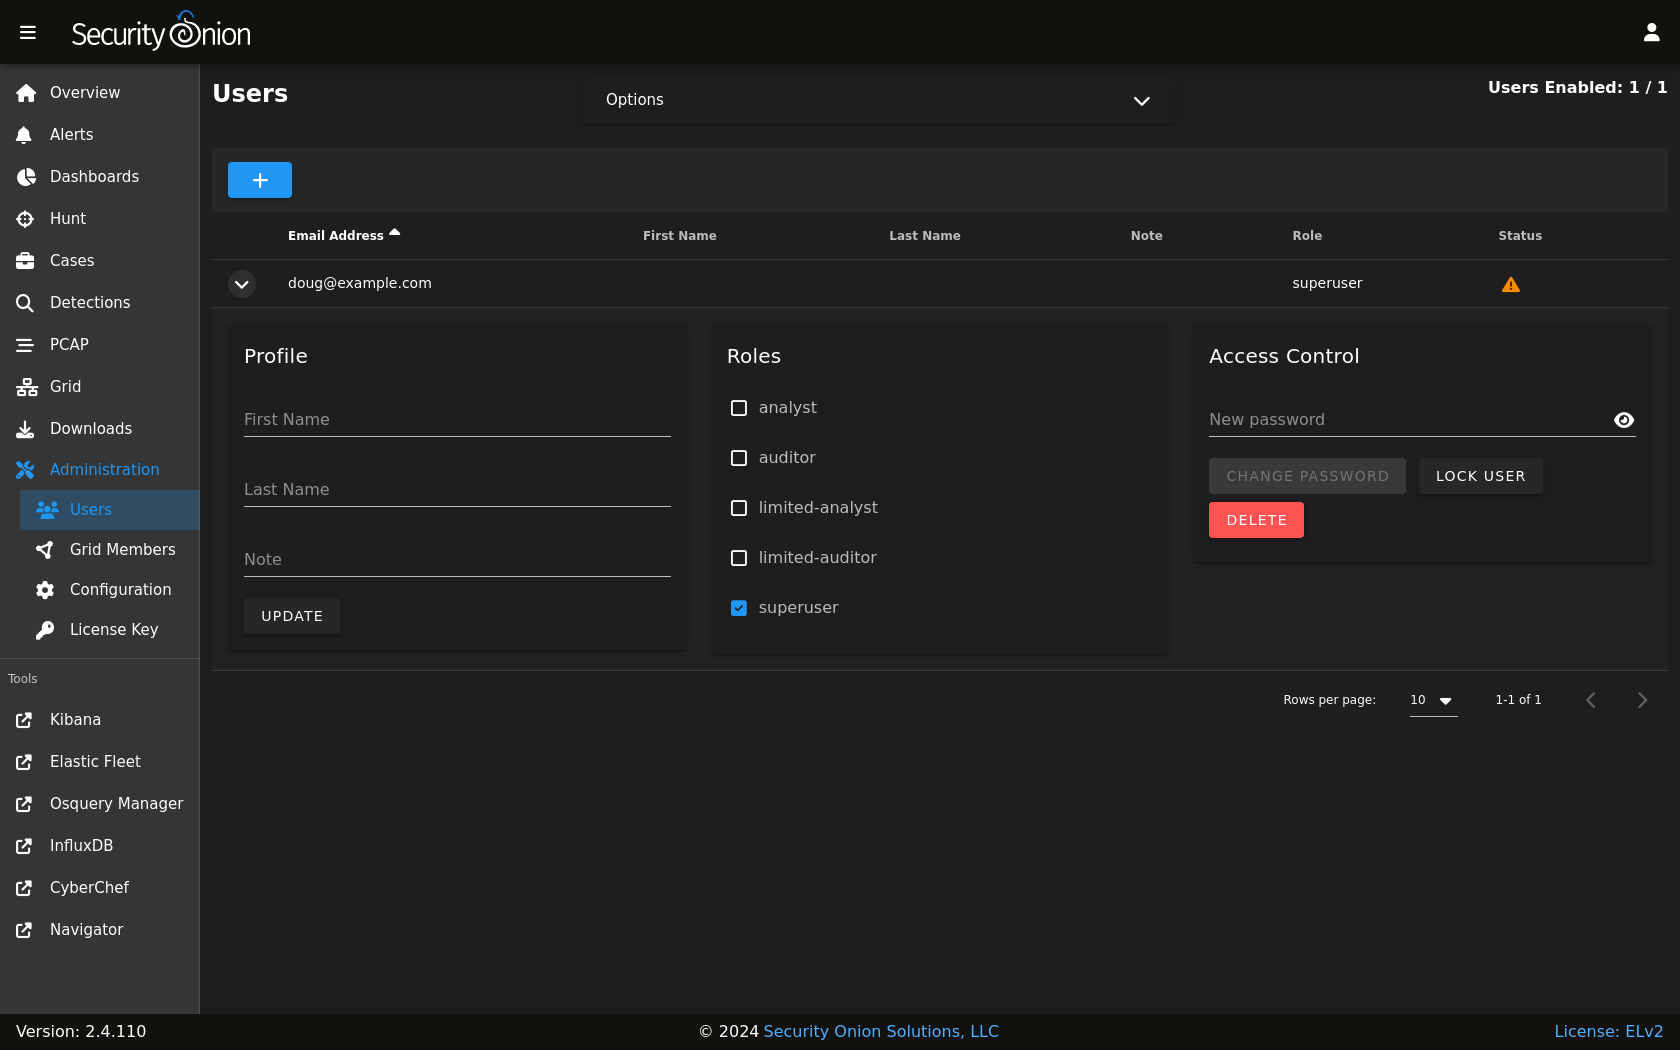 Security Onion
Overview
Alerts
Dashboards
Hunt
Cases
Detections
PCAP
Grid
Downloads
Administration
Users
Grid Members
Configuration
License Key
Tools
Kibana
Elastic Fleet
Osquery Manager
InfluxDB
CyberChef
Navigator
Users
Options
Users Enabled: 1 / 1
+
Email Address First Name Last Name Note Role Status
doug@example.com superuser
Profile
First Name
Last Name
Note
UPDATE
Roles
analyst
auditor
limited-analyst
limited-auditor
superuser
Access Control
New password
CHANGE PASSWORD LOCK USER
DELETE
Rows per page: 10 1-1 of 1
Version: 2.4.110 © 2024 Security Onion Solutions, LLC License: ELv2